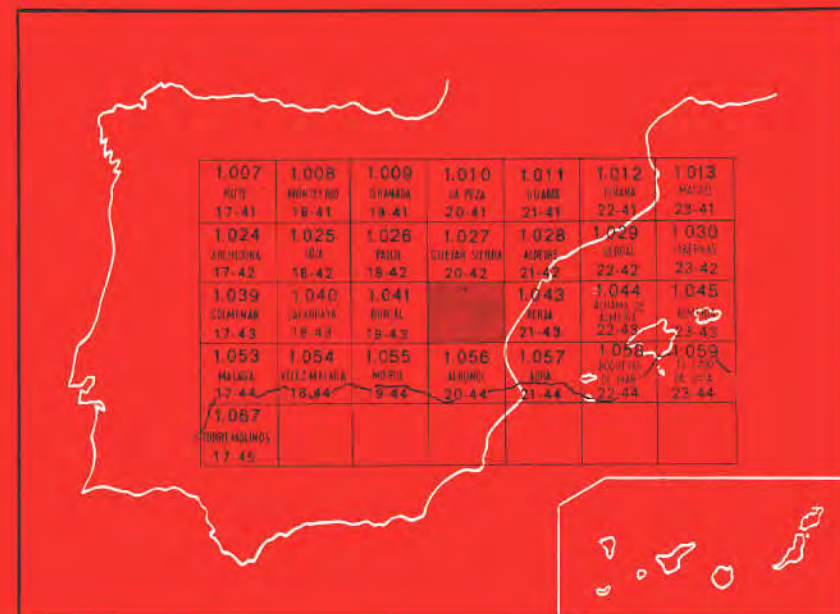 1.007 1.008 1.009 1.010 1.011 1.012 1.013
RUTE MONTEFRIO GRANADA LA PEZA GUADIX FIÑANA MACAEL
17-41 18-41 19-41 20-41 21-41 22-41 23-41
1.024 1.025 1.026 1.027 1.028 1.029 1.030
ARCHIDONA LOJA PADUL GUEJAR SIERRA ALDEIRE GERGAL TABERNAS
17-42 18-42 19-42 20-42 21-42 22-42 23-42
1.039 1.040 1.041 1.043 1.044 1.045
COLMENAR ZAFARRAYA DURCAL BERJA ALHAMA DE
ALMERIA ALMERIA
17-43 18-43 19-43 21-43 22-43 23-43
1.053 1.054 1.055 1.056 1.057 1.058 1.059
MALAGA VELEZ-MALAGA MOTRIL ALBUÑOL ADRA ROQUETAS
DE MAR
17-44 18-44 9-44 20-44 21-44 22-44 23-44
1.067
TORREMOLINOS
17-45